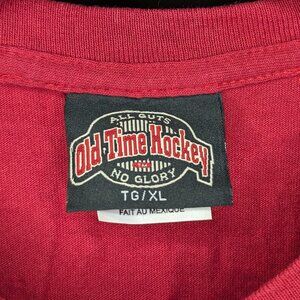 ALL GUTS
Old Time Hockey
NO GLORY
TG/XL
FAIT AU MEXIQUE